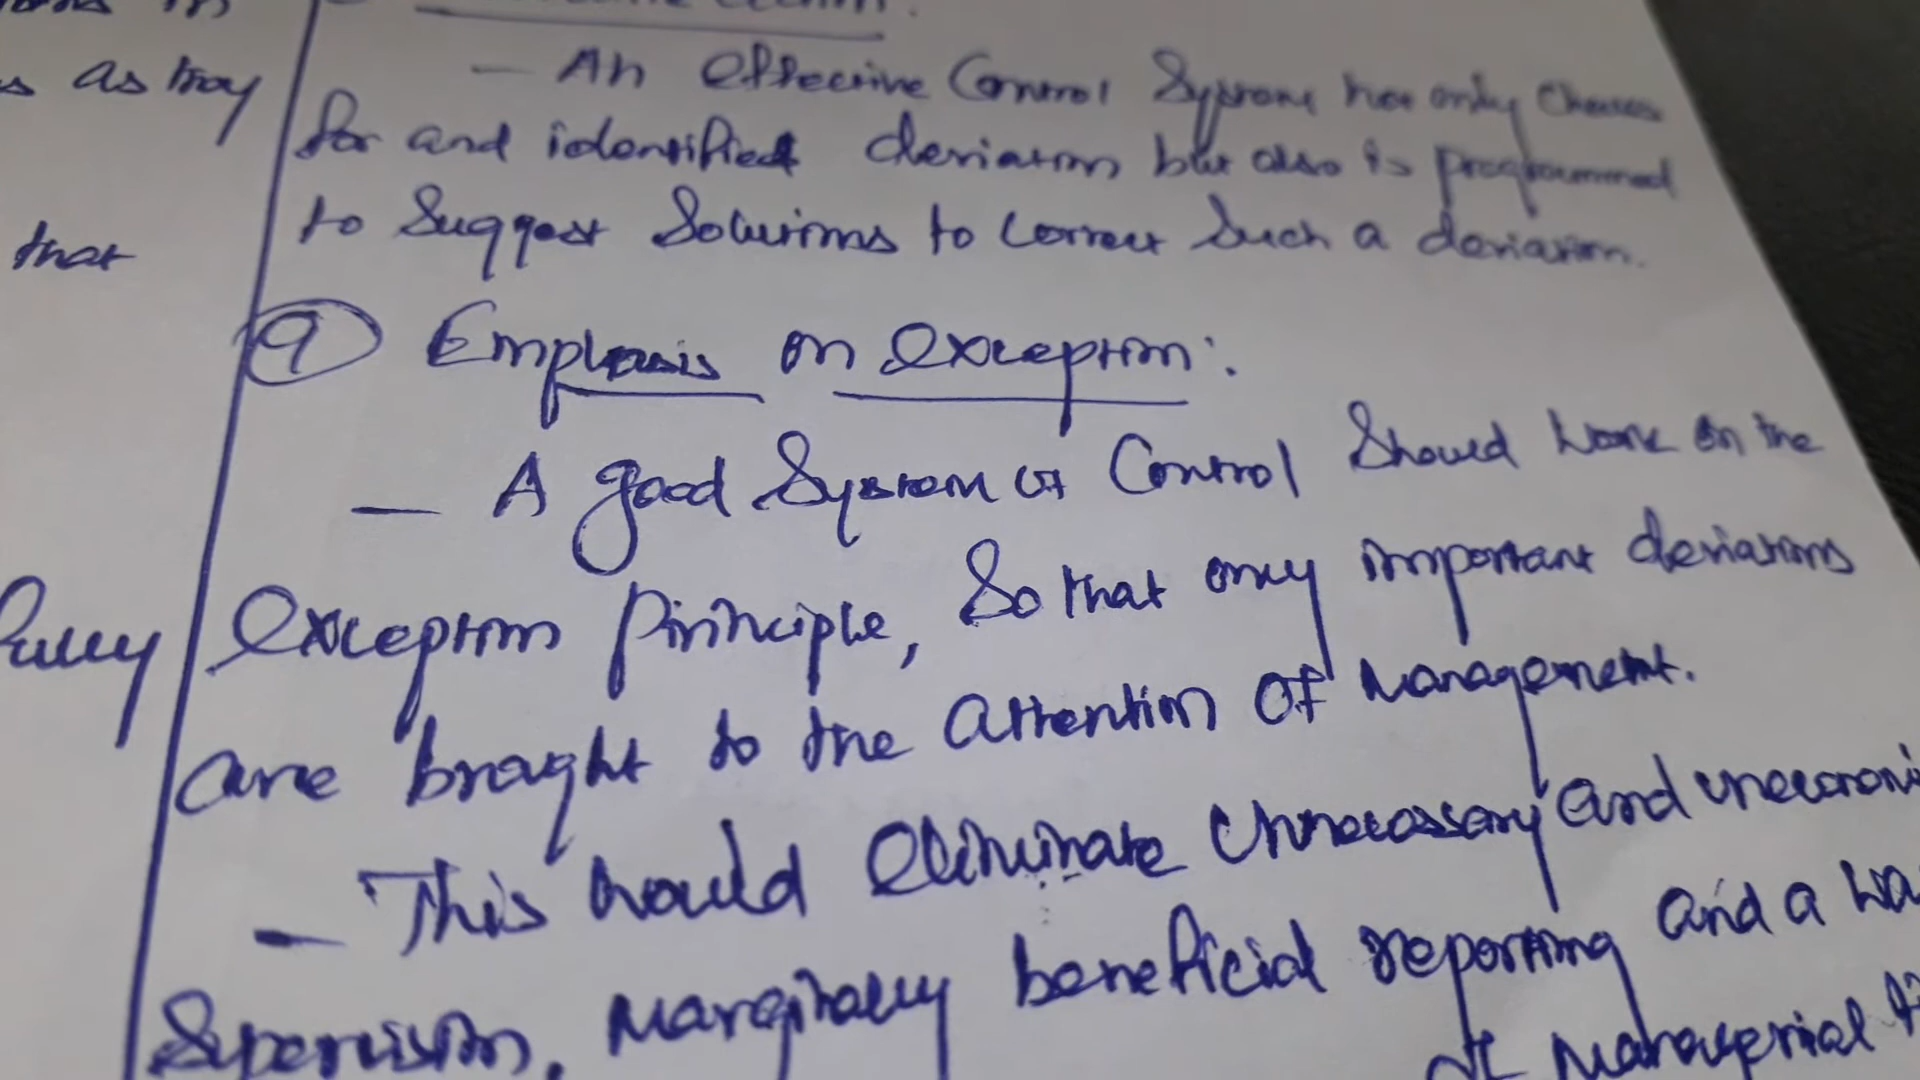 s as tray
that
fully
- An effective Control System not only checks
for and identified deviation but also is programmed
to suggest Solutions to correct such a deviation.
9 Emphasis on exception:
- A good System of Control Should work on the
exception principle, So that only important deviations
are brought to the attention of Management.
- This would eliminate Unnecessary and
Supervision, Marginally beneficial reporting and a
of Managerial